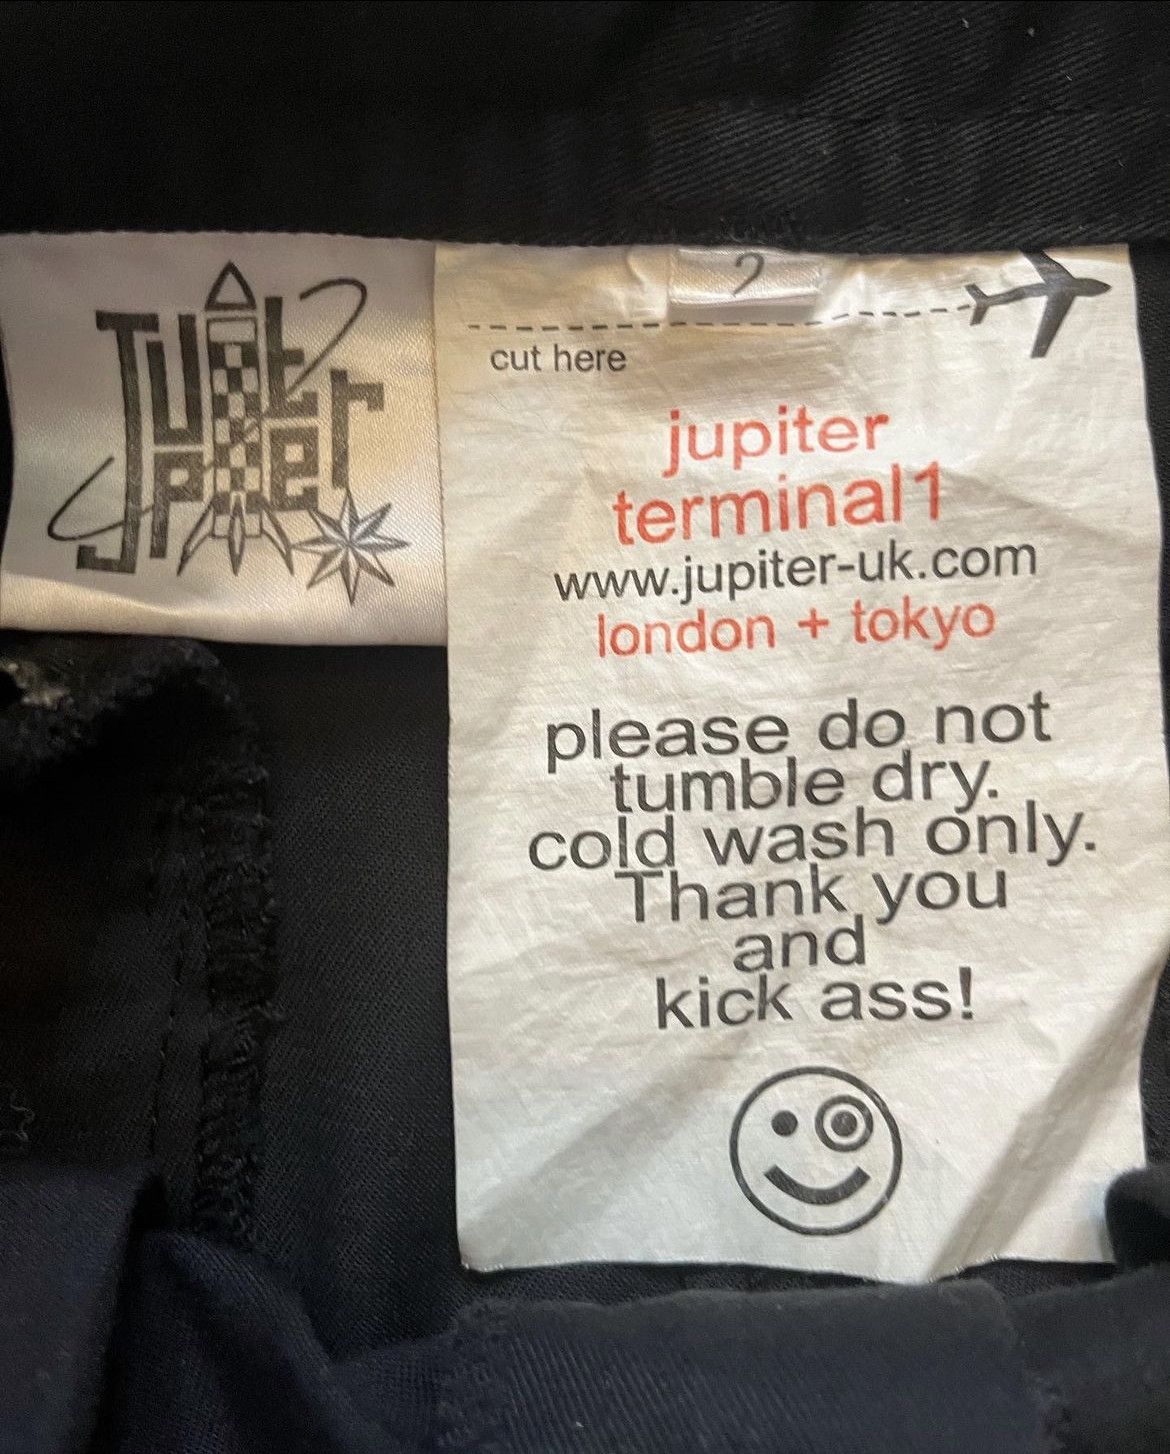 Jupiter
Jupiter
2
cut here
jupiter
terminal1
www.jupiter-uk.com
london + tokyo
please do not
tumble dry.
cold wash only.
Thank you
and
kick ass!